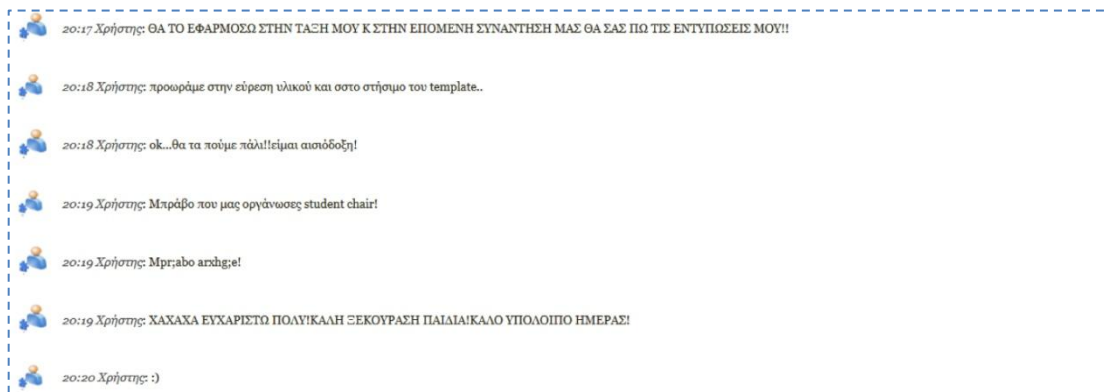 20:17 Χρήστης: ΘΑ ΤΟ ΕΦΑΡΜΟΣΩ ΣΤΗΝ ΤΑΞΗ ΜΟΥ Κ ΣΤΗΝ ΕΠΟΜΕΝΗ ΣΥΝΑΝΤΗΣΗ ΜΑΣ ΘΑ ΣΑΣ ΠΩ ΤΙΣ ΕΝΤΥΠΩΣΕΙΣ ΜΟΥ!!
20:18 Χρήστης: προωράμε στην εύρεση υλικού και σστο στήσιμο του template..
20:18 Χρήστης: ok...θα τα πούμε πάλι!!είμαι αισιόδοξη!
20:19 Χρήστης: Μπράβο που μας οργάνωσες student chair!
20:19 Χρήστης: Mpr;abo arxhg;e!
20:19 Χρήστης: ΧΑΧΑΧΑ ΕΥΧΑΡΙΣΤΩ ΠΟΛΥ!ΚΑΛΗ ΞΕΚΟΥΡΑΣΗ ΠΑΙΔΙΑ!ΚΑΛΟ ΥΠΟΛΟΙΠΟ ΗΜΕΡΑΣ!
20:20 Χρήστης: :)